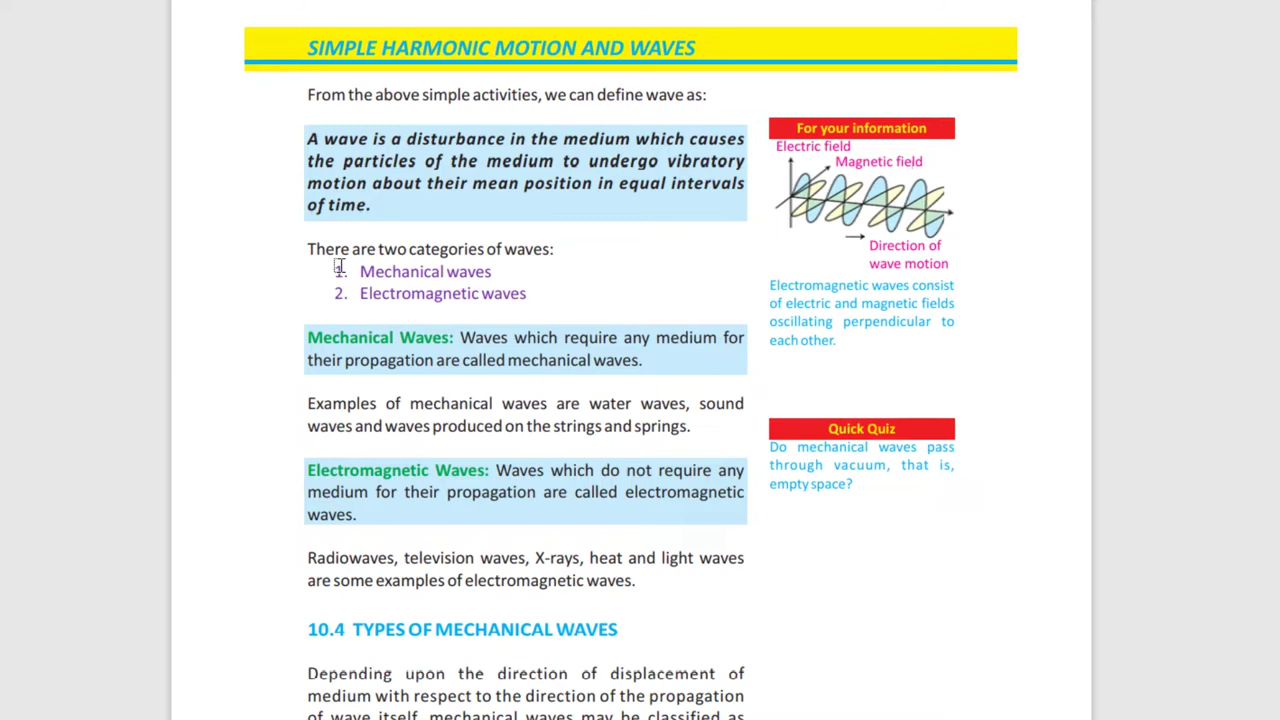 SIMPLE HARMONIC MOTION AND WAVES
From the above simple activities, we can define wave as:
A wave is a disturbance in the medium which causes
the particles of the medium to undergo vibratory
motion about their mean position in equal intervals
of time.
There are two categories of waves:
1. Mechanical waves
2. Electromagnetic waves
Mechanical Waves: Waves which require any medium for
their propagation are called mechanical waves.
Examples of mechanical waves are water waves, sound
waves and waves produced on the strings and springs.
Electromagnetic Waves: Waves which do not require any
medium for their propagation are called electromagnetic
waves.
Radiowaves, television waves, X-rays, heat and light waves
are some examples of electromagnetic waves.
10.4 TYPES OF MECHANICAL WAVES
Depending upon the direction of displacement of
medium with respect to the direction of the propagation
of wave itself, mechanical waves may be classified as
For your information
Electric field
Magnetic field
Direction of
wave motion
Electromagnetic waves consist
of electric and magnetic fields
oscillating perpendicular to
each other.
Quick Quiz
Do mechanical waves pass
through vacuum, that is,
empty space?